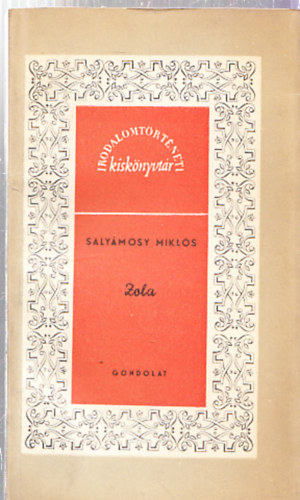 IRODALOMTÖRTÉNETI
kiskönyvtár
SALYÁMOSY MIKLÓS
Zola
GONDOLAT